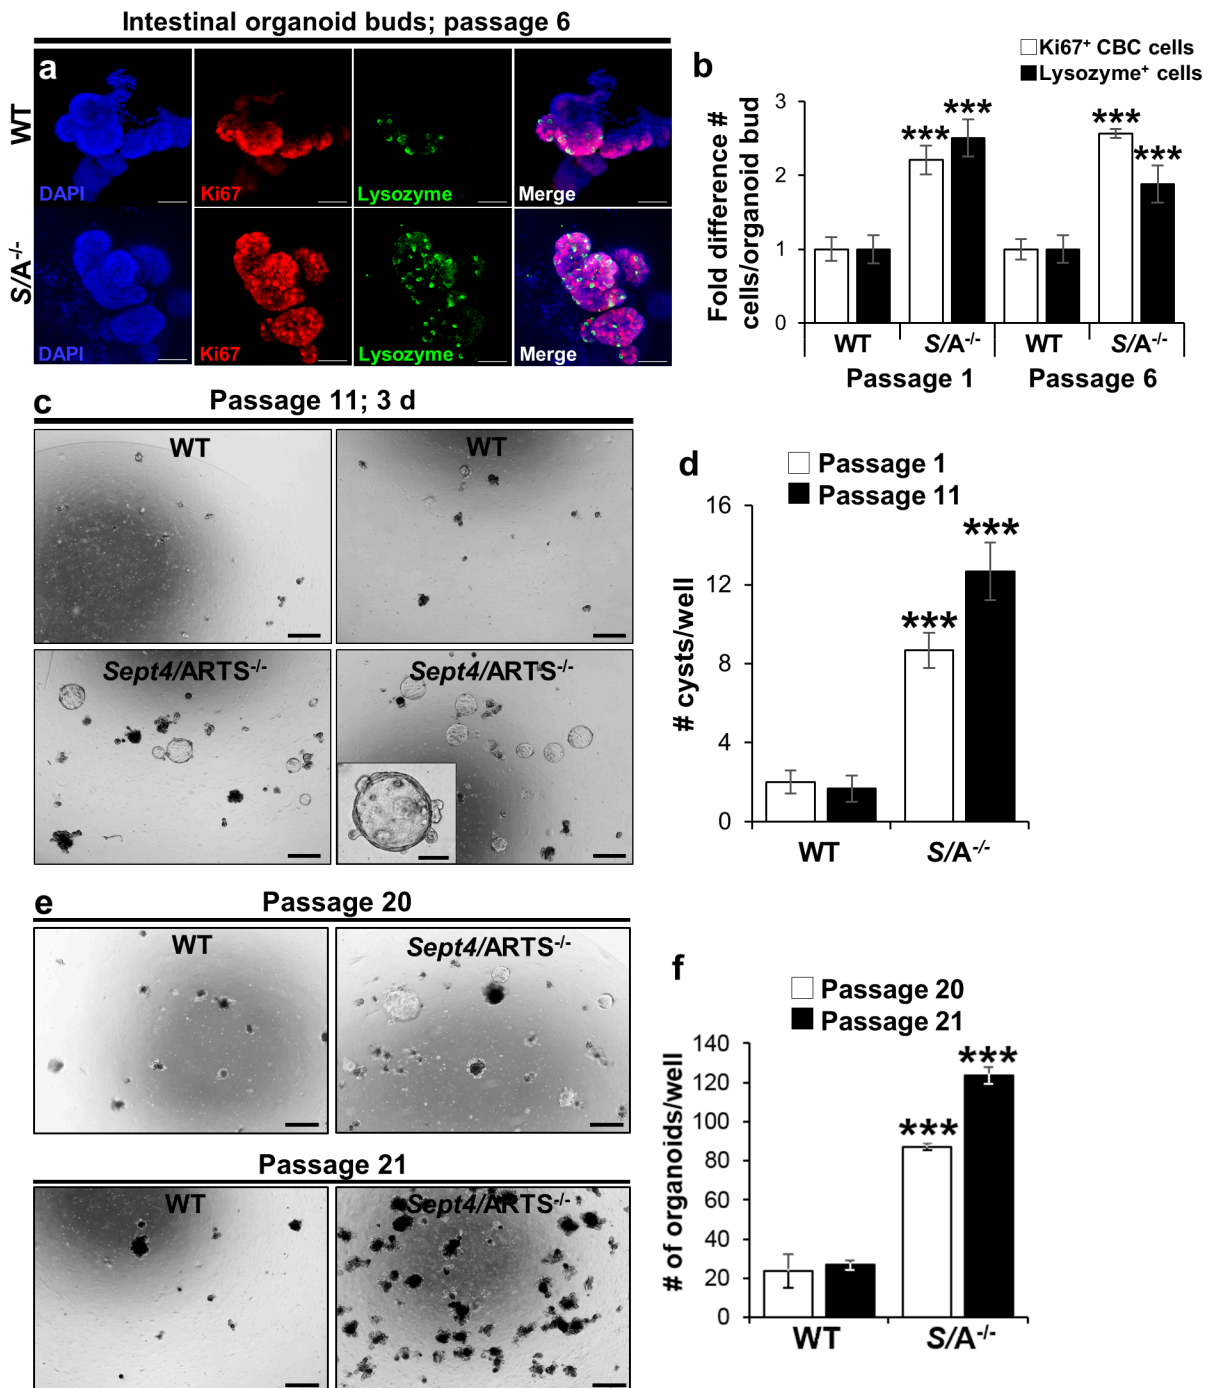 Intestinal organoid buds; passage 6
a
WT
DAPI
Ki67
Lysozyme
Merge
S/A-/-
DAPI
Ki67
Lysozyme
Merge
b
Ki67+ CBC cells
Lysozyme+ cells
Fold difference #
cells/organoid bud
3
2
1
0
***
***
***
***
WT
S/A-/-
WT
S/A-/-
Passage 1
Passage 6
c
Passage 11; 3 d
WT
WT
Sept4/ARTS-/-
Sept4/ARTS-/-
d
Passage 1
Passage 11
# cysts/well
16
12
8
4
0
***
***
WT
S/A-/-
e
Passage 20
WT
Sept4/ARTS-/-
Passage 21
WT
Sept4/ARTS-/-
f
Passage 20
Passage 21
# of organoids/well
140
120
100
80
60
40
20
0
***
***
WT
S/A-/-